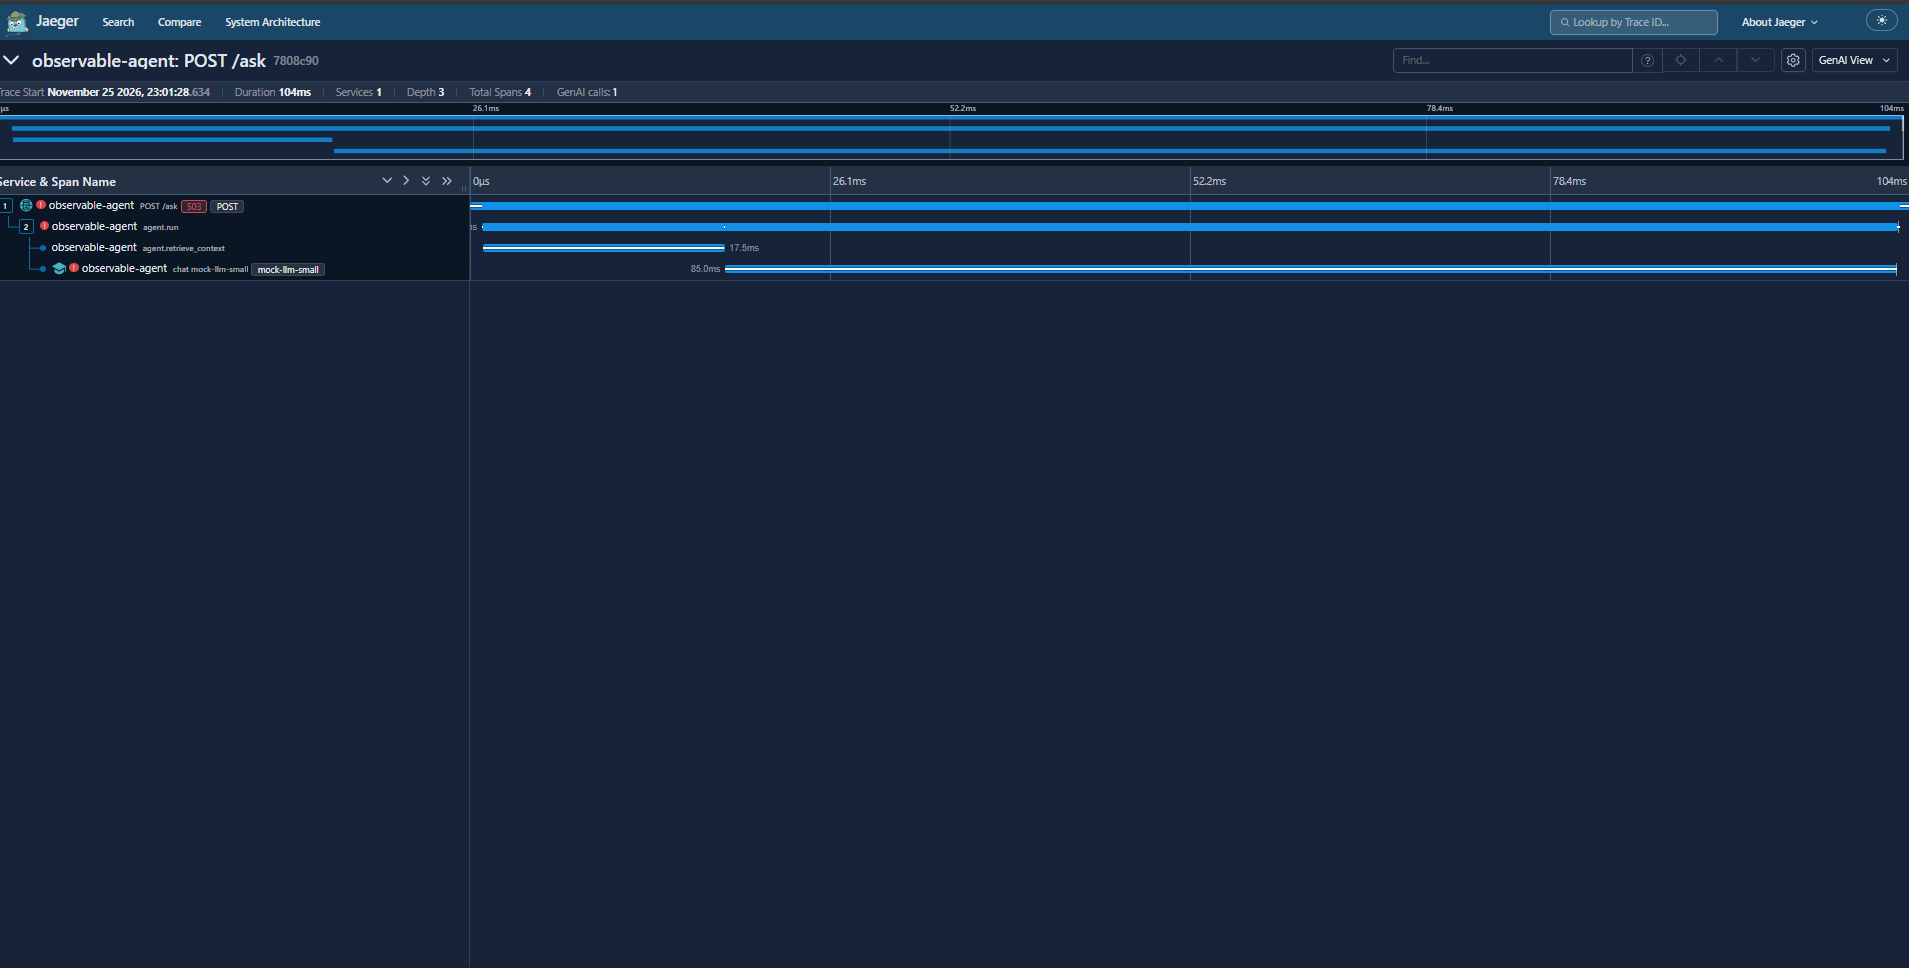 Jaeger Search Compare System Architecture Lookup by Trace ID... About Jaeger
observable-agent: POST /ask 7808c90 Find... ? GenAI View
Trace Start November 25 2026, 23:01:28.634 Duration 104ms Services 1 Depth 3 Total Spans 4 GenAI calls: 1
μs 26.1ms 52.2ms 78.4ms 104ms
Service & Span Name 0μs 26.1ms 52.2ms 78.4ms 104ms
1 observable-agent POST /ask 503 POST
2 observable-agent agent.run
observable-agent agent.retrieve_context 17.5ms
observable-agent chat mock-llm-small mock-llm-small 85.0ms